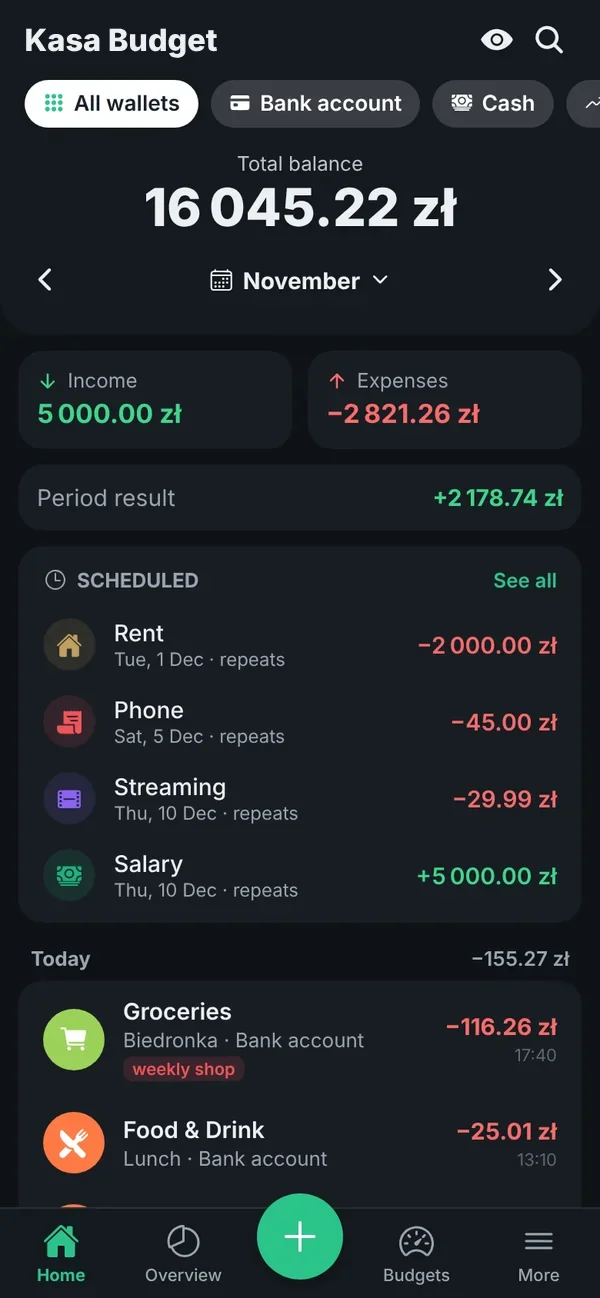 Kasa Budget
All wallets
Bank account
Cash
Total balance
16 045.22 zł
November
Income
5 000.00 zł
Expenses
−2 821.26 zł
Period result
+2 178.74 zł
SCHEDULED
See all
Rent
−2 000.00 zł
Tue, 1 Dec · repeats
Phone
−45.00 zł
Sat, 5 Dec · repeats
Streaming
−29.99 zł
Thu, 10 Dec · repeats
Salary
+5 000.00 zł
Thu, 10 Dec · repeats
Today
−155.27 zł
Groceries
−116.26 zł
Biedronka · Bank account
17:40
weekly shop
Food & Drink
−25.01 zł
Lunch · Bank account
13:10
Home
Overview
Budgets
More